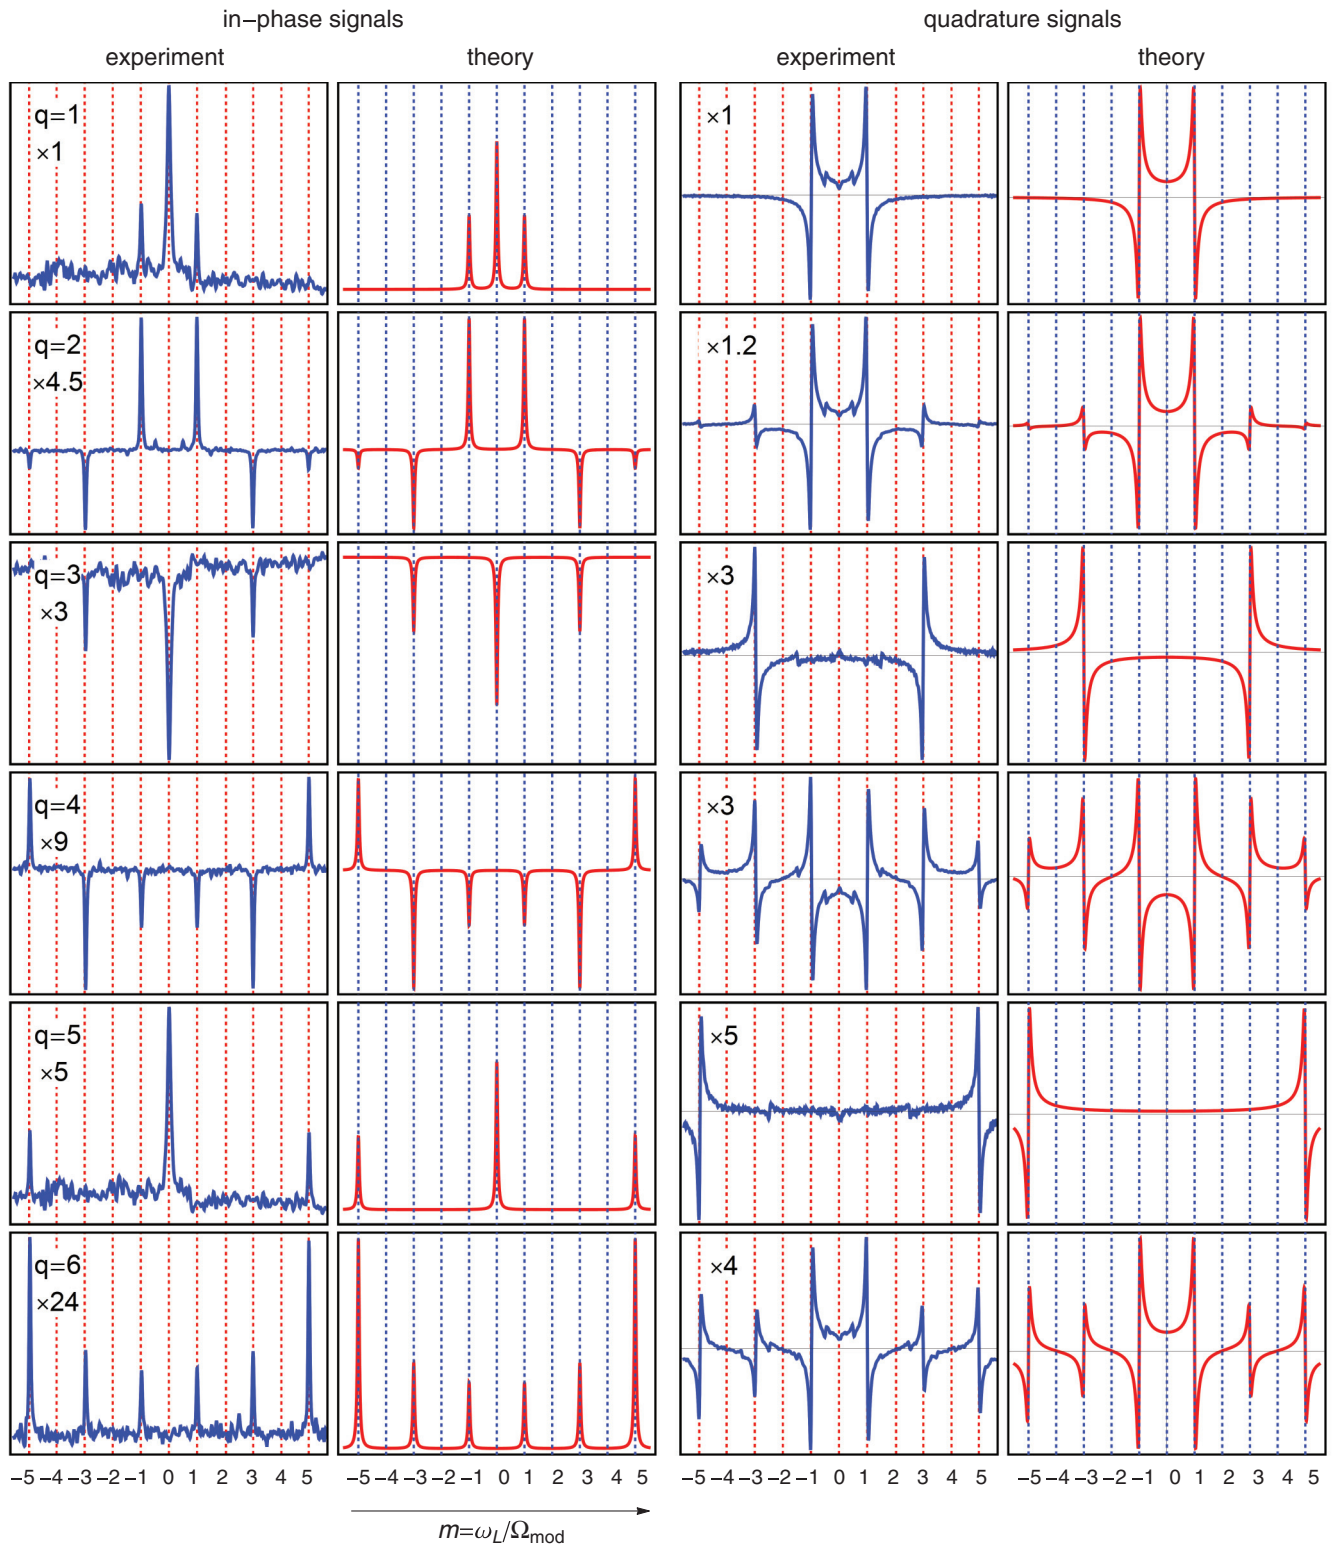 in−phase signals
quadrature signals
experiment
theory
experiment
theory
q=1
×1
×1
q=2
×4.5
×1.2
q=3
×3
×3
q=4
×9
×3
q=5
×5
×5
q=6
×24
×4
−5 −4 −3 −2 −1 0 1 2 3 4 5
−5 −4 −3 −2 −1 0 1 2 3 4 5
−5 −4 −3 −2 −1 0 1 2 3 4 5
−5 −4 −3 −2 −1 0 1 2 3 4 5
m=ω_L/Ω_mod